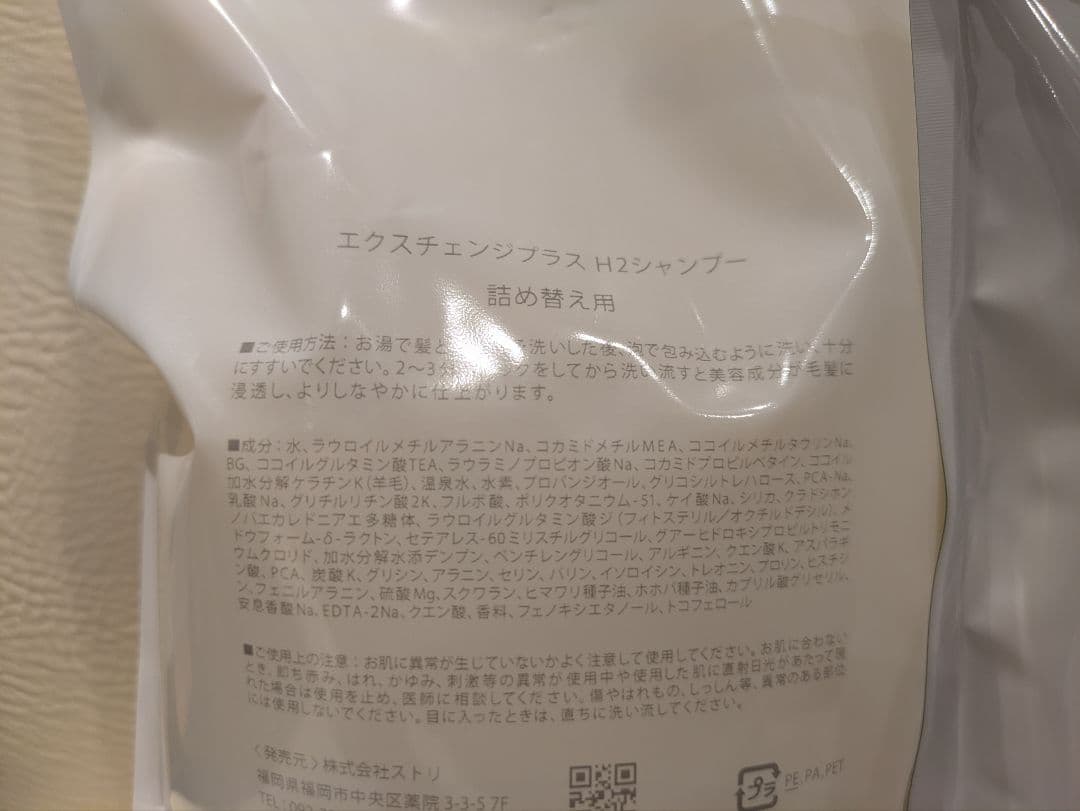 エクスチェンジプラス H2シャンプー
詰め替え用
■ご使用方法：お湯で髪と 洗いした後、泡で包み込むように洗い、十分
にすすいでください。2～3分 パックをしてから洗い流すと美容成分が毛髪に
浸透し、よりしなやかに仕上がります。
■成分：水、ラウロイルメチルアラニンNa、コカミドメチルMEA、ココイルメチルタウリンNa、
BG、ココイルグルタミン酸TEA、ラウラミノプロピオン酸Na、コカミドプロピルベタイン、ココイル
加水分解ケラチンK(羊毛)、温泉水、水素、プロパンジオール、グリコシルトレハロース、PCA-Na、
乳酸Na、グリチルリチン酸2K、フルボ酸、ポリクオタニウム-51、ケイ酸Na、シリカ、クラドシホン
ノバエカレドニアエ多糖体、ラウロイルグルタミン酸ジ(フィトステリル／オクチルドデシル)、メ
ドウフォーム-δ-ラクトン、セテアレス-60ミリスチルグリコール、グアーヒドロキシプロピルトリモニ
ウムクロリド、加水分解水添デンプン、ペンチレングリコール、アルギニン、クエン酸K、アスパラギ
ン酸、PCA、炭酸K、グリシン、アラニン、セリン、バリン、イソロイシン、トレオニン、プロリン、ヒスチジ
ン、フェニルアラニン、硫酸Mg、スクワラン、ヒマワリ種子油、ホホバ種子油、カプリル酸グリセリル、
安息香酸Na、EDTA-2Na、クエン酸、香料、フェノキシエタノール、トコフェロール
■ご使用上の注意：お肌に異常が生じていないかよく注意して使用してください。お肌に合わない
とき、即ち赤み、はれ、かゆみ、刺激等の異常が使用中や使用した肌に直射日光があたって現
れた場合は使用を止め、医師に相談してください。傷やはれもの、しっしん等、異常のある部位
には使用しないでください。目に入ったときは、直ちに洗い流してください。
〈発売元〉株式会社ストリ
福岡県福岡市中央区薬院3-3-5 7F
TEL:092
プラ PE,PA,PET